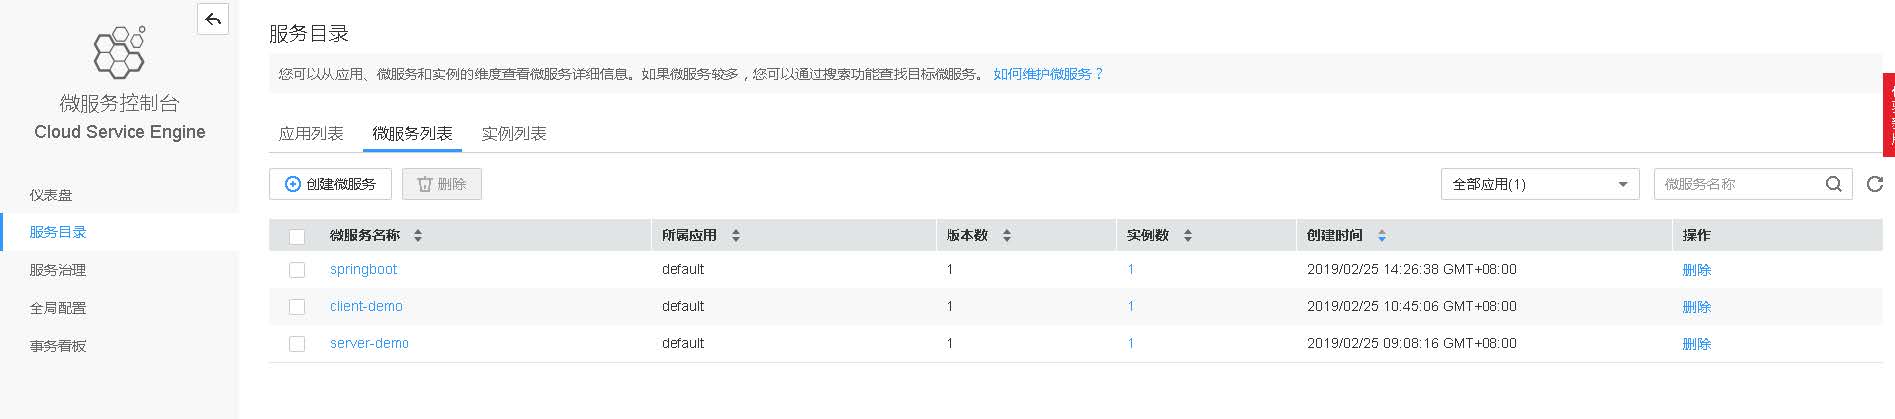 微服务控制台
Cloud Service Engine
仪表盘
服务目录
服务治理
全局配置
事务看板
服务目录
您可以从应用、微服务和实例的维度查看微服务详细信息。如果微服务较多，您可以通过搜索功能查找目标微服务。 如何维护微服务？
应用列表 微服务列表 实例列表
创建微服务 删除 全部应用(1) 微服务名称
微服务名称 所属应用 版本数 实例数 创建时间 操作
springboot default 1 1 2019/02/25 14:26:38 GMT+08:00 删除
client-demo default 1 1 2019/02/25 10:45:06 GMT+08:00 删除
server-demo default 1 1 2019/02/25 09:08:16 GMT+08:00 删除